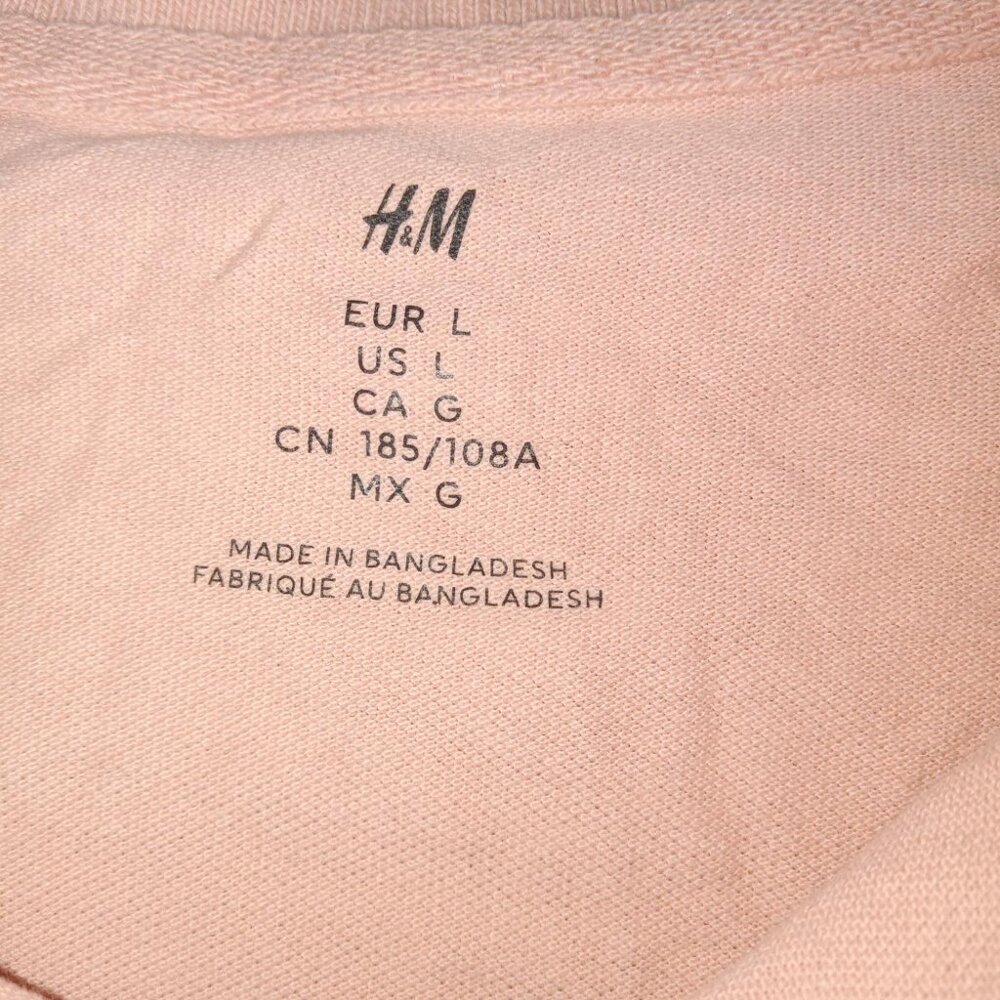 H&M
EUR L
US L
CA G
CN 185/108A
MX G
MADE IN BANGLADESH
FABRIQUÉ AU BANGLADESH